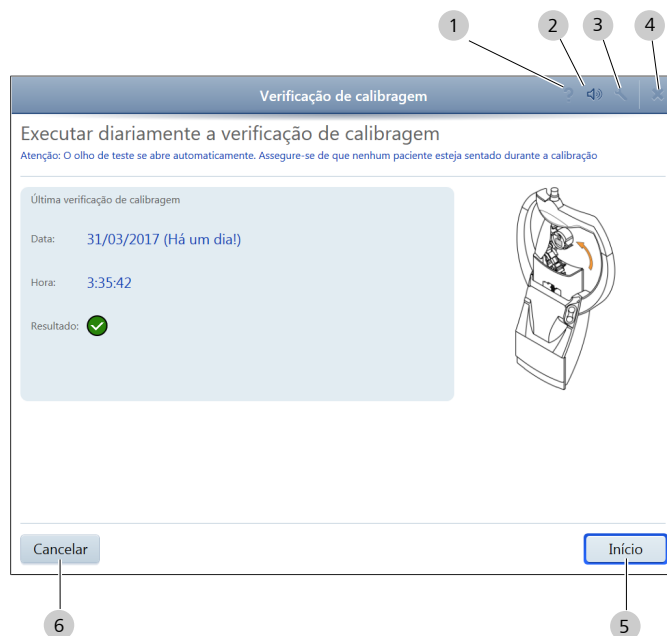 1
2
3
4
Verificação de calibragem
Executar diariamente a verificação de calibragem
Atenção: O olho de teste se abre automaticamente. Assegure-se de que nenhum paciente esteja sentado durante a calibração
Última verificação de calibragem
Data: 31/03/2017 (Há um dia!)
Hora: 3:35:42
Resultado:
Cancelar
Início
6
5